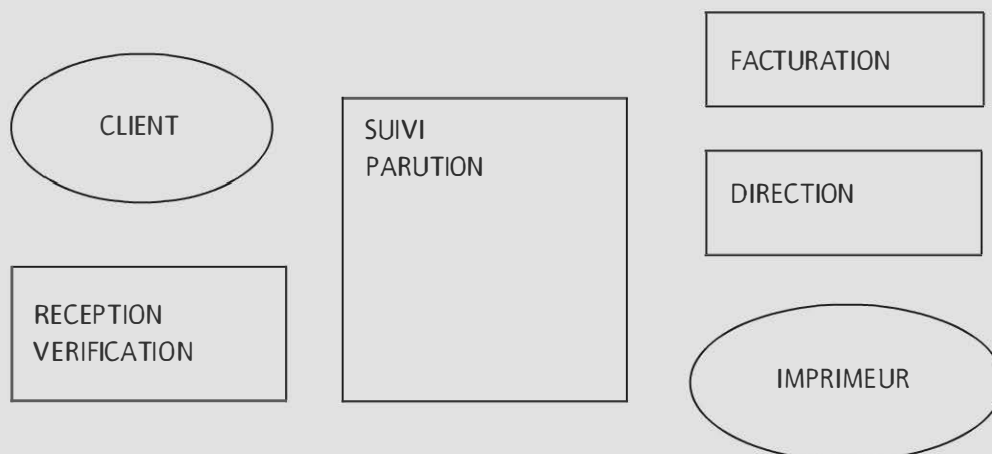 CLIENT
SUIVI
PARUTION
FACTURATION
DIRECTION
RECEPTION
VERIFICATION
IMPRIMEUR